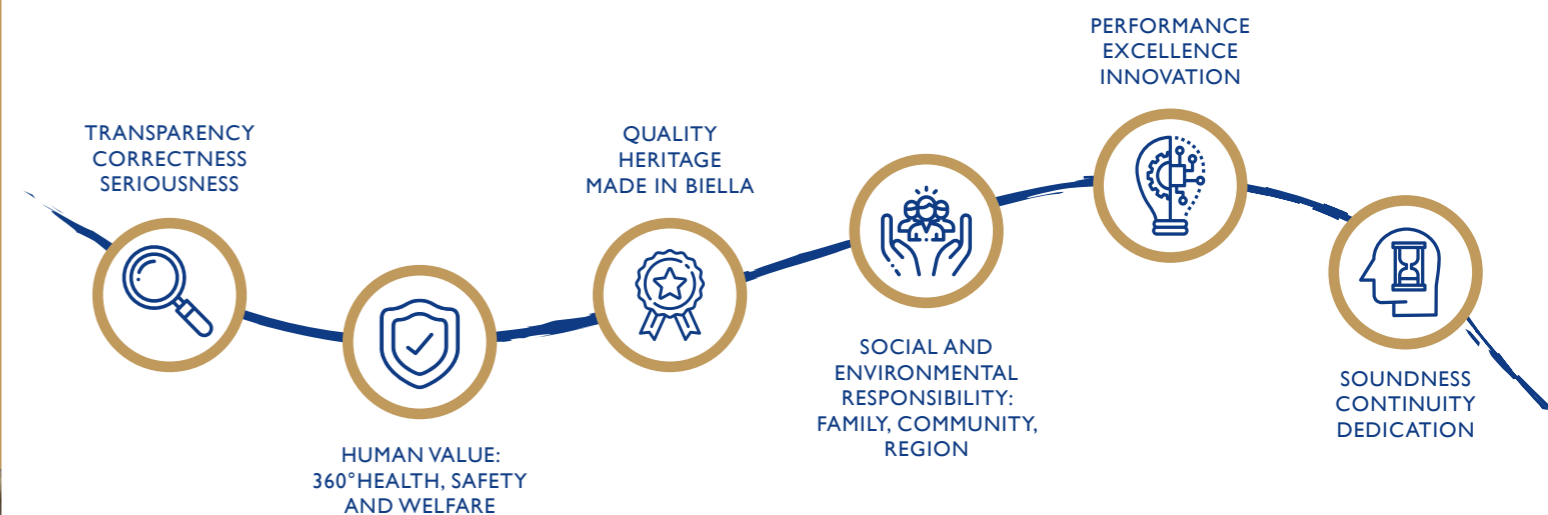 TRANSPARENCY
CORRECTNESS
SERIOUSNESS
HUMAN VALUE:
360°HEALTH, SAFETY
AND WELFARE
QUALITY
HERITAGE
MADE IN BIELLA
SOCIAL AND
ENVIRONMENTAL
RESPONSIBILITY:
FAMILY, COMMUNITY,
REGION
PERFORMANCE
EXCELLENCE
INNOVATION
SOUNDNESS
CONTINUITY
DEDICATION